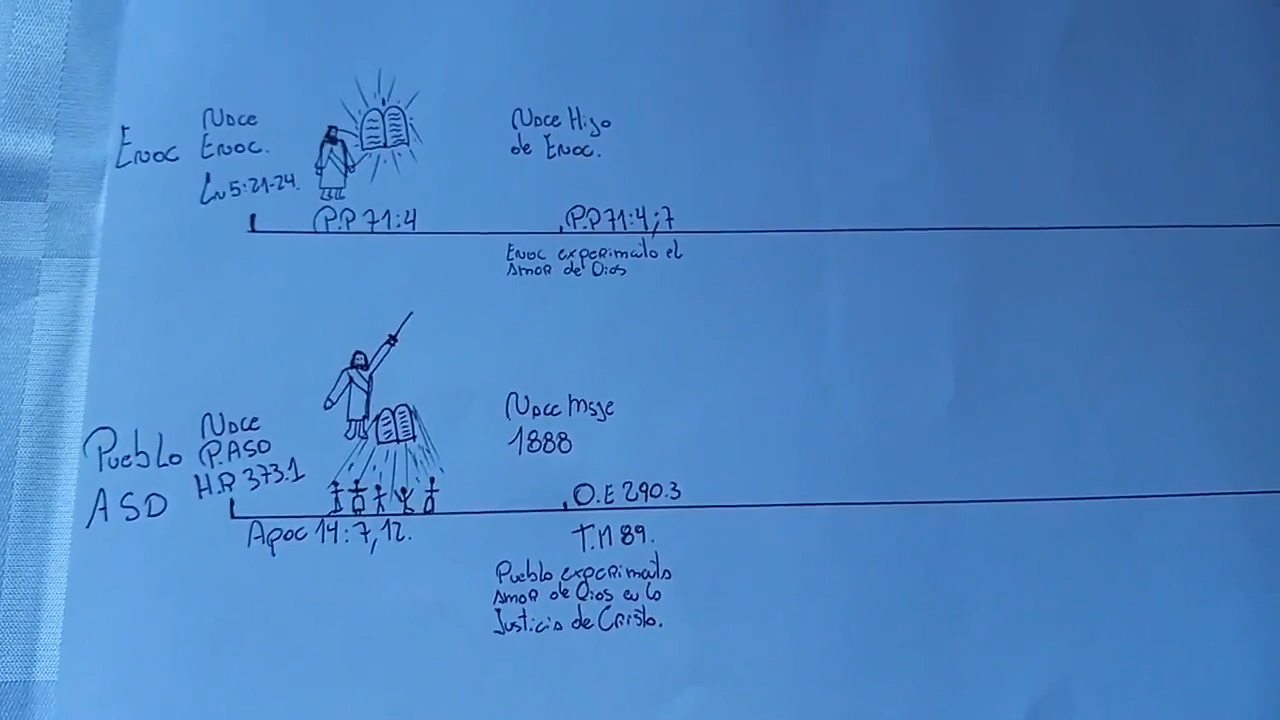 Enoc
Nace
Enoc.
Gn 5:21-24.
P.P 71:4
Nace Hijo
de Enoc.
P.P 71:4;7
Enoc experimato el
Amor de Dios
Pueblo
ASD
Nace
P.ASD
H.R 373.1
Apoc 14:7,12.
Nace msje
1888
O.E 290.3
T.M 89.
Pueblo experimato
Amor de Dios en la
Justicia de Cristo.